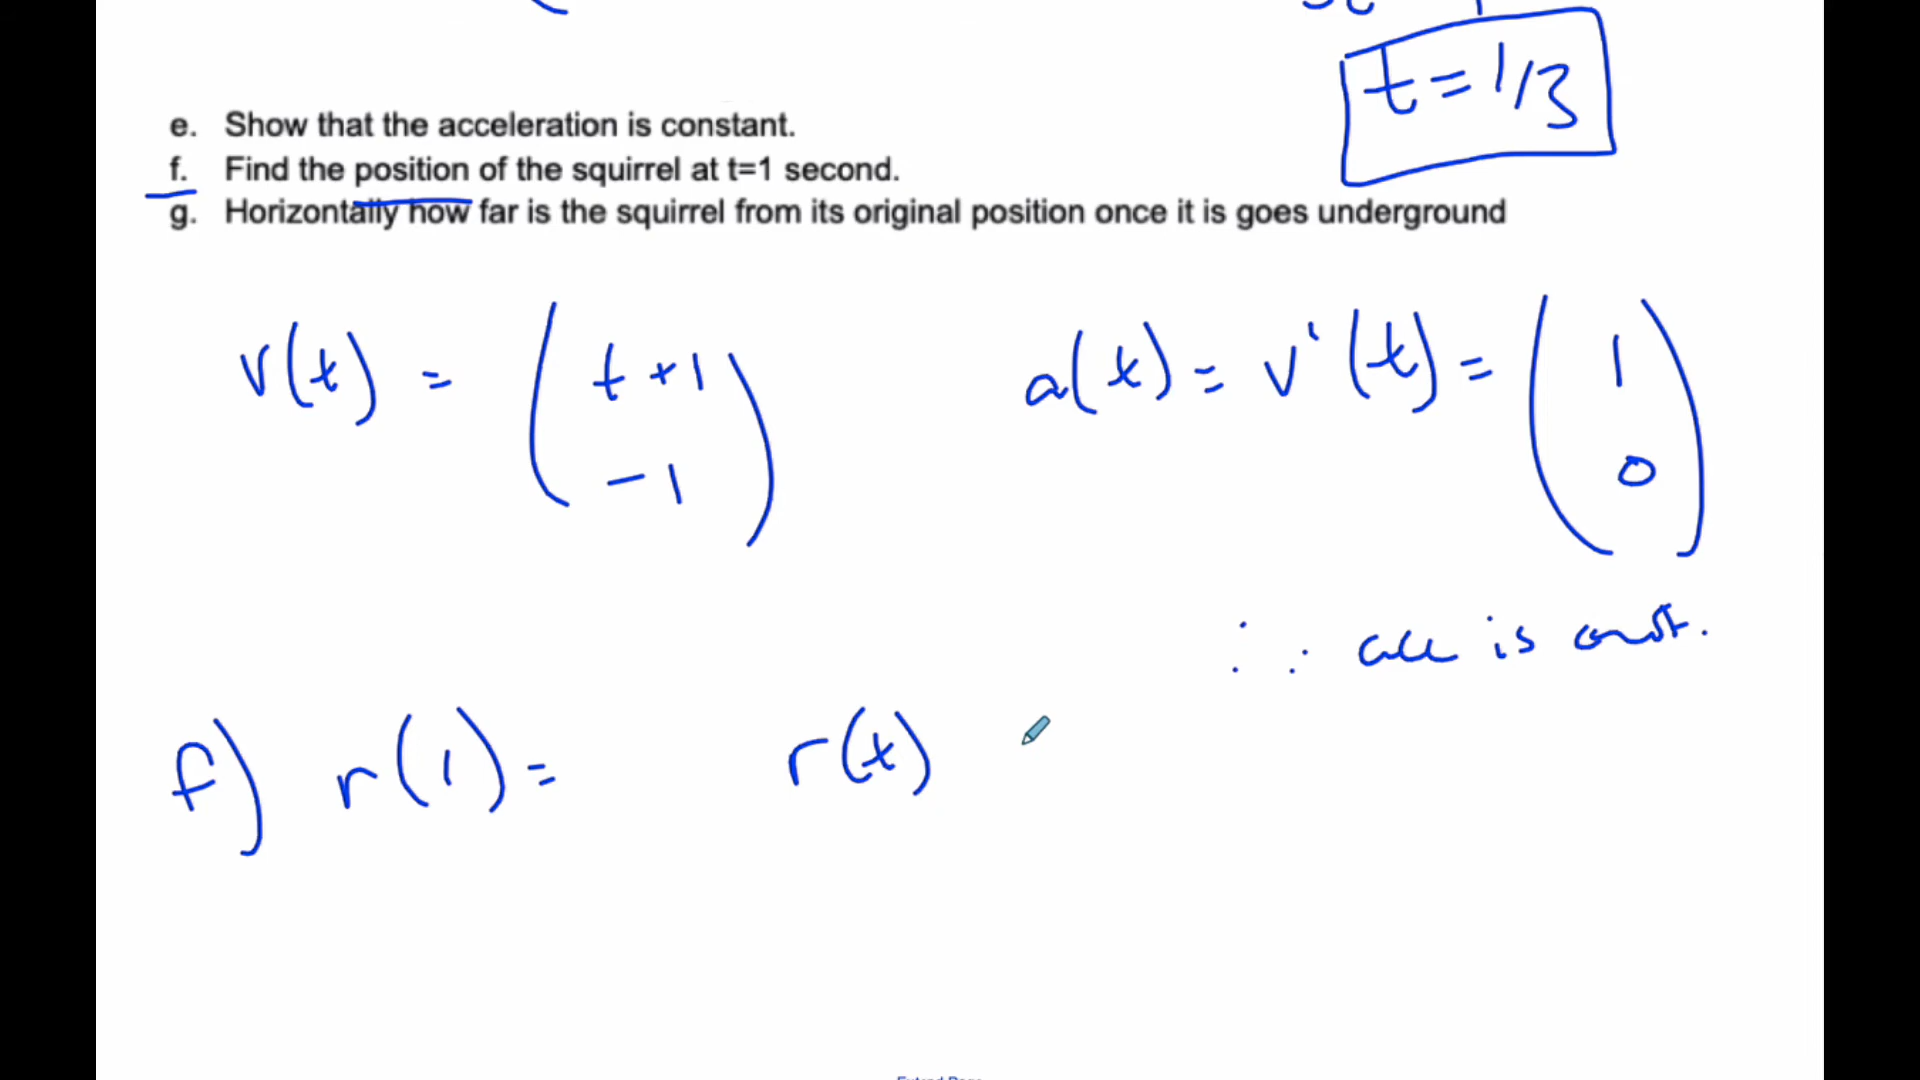 t = 1/3
e. Show that the acceleration is constant.
f. Find the position of the squirrel at t=1 second.
g. Horizontally how far is the squirrel from its original position once it is goes underground
v(t) = ( t+1
-1 )
a(t) = v'(t) = ( 1
0 )
∴ acc is const.
f) r(1) = r(t)